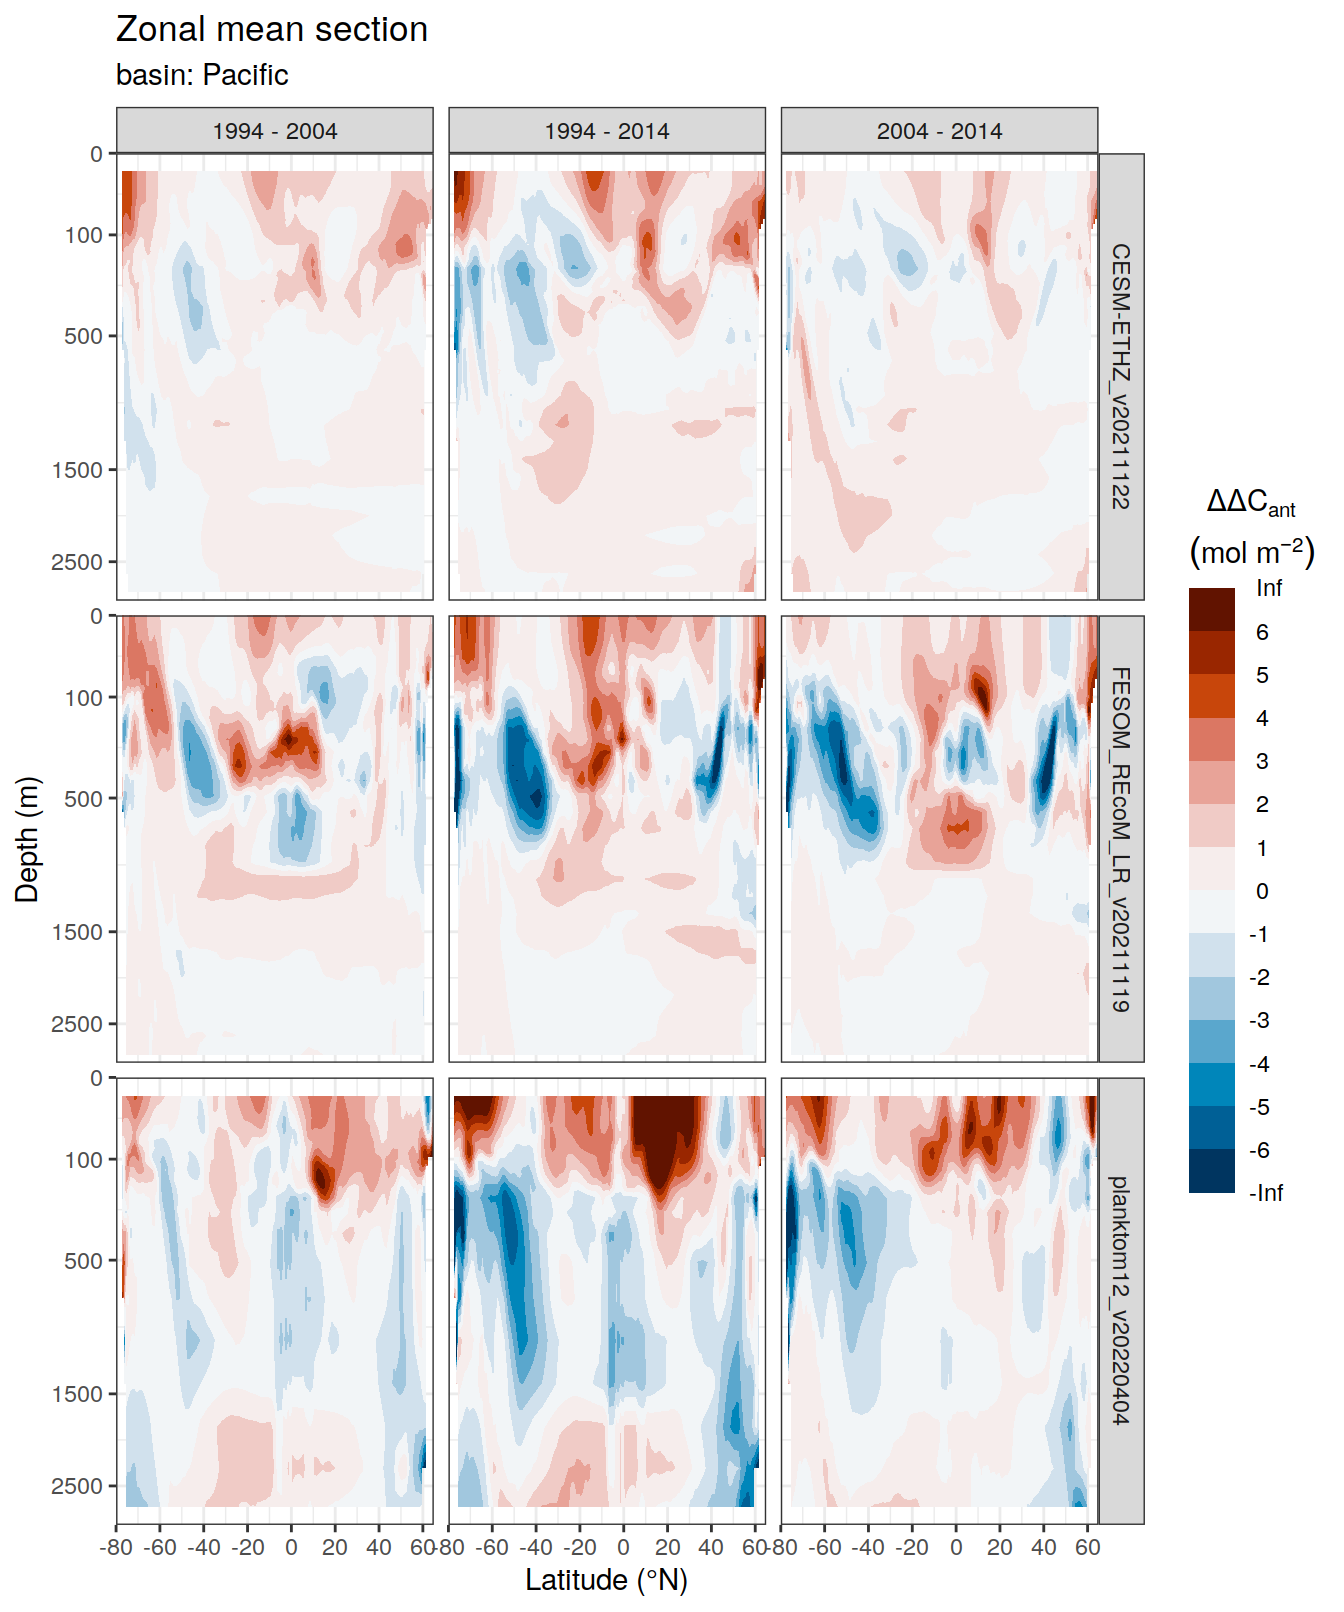 Zonal mean section
basin: Pacific
1994 - 2004
1994 - 2014
2004 - 2014
0
100
500
1500
2500
CESM-ETHZ_v20211122
0
100
500
1500
2500
FESOM_REcoM_LR_v20211119
0
100
500
1500
2500
planktom12_v20220404
Depth (m)
-80 -60 -40 -20 0 20 40 60
-80 -60 -40 -20 0 20 40 60
-80 -60 -40 -20 0 20 40 60
Latitude (°N)
ΔΔCant
(mol m−2)
Inf
6
5
4
3
2
1
0
-1
-2
-3
-4
-5
-6
-Inf